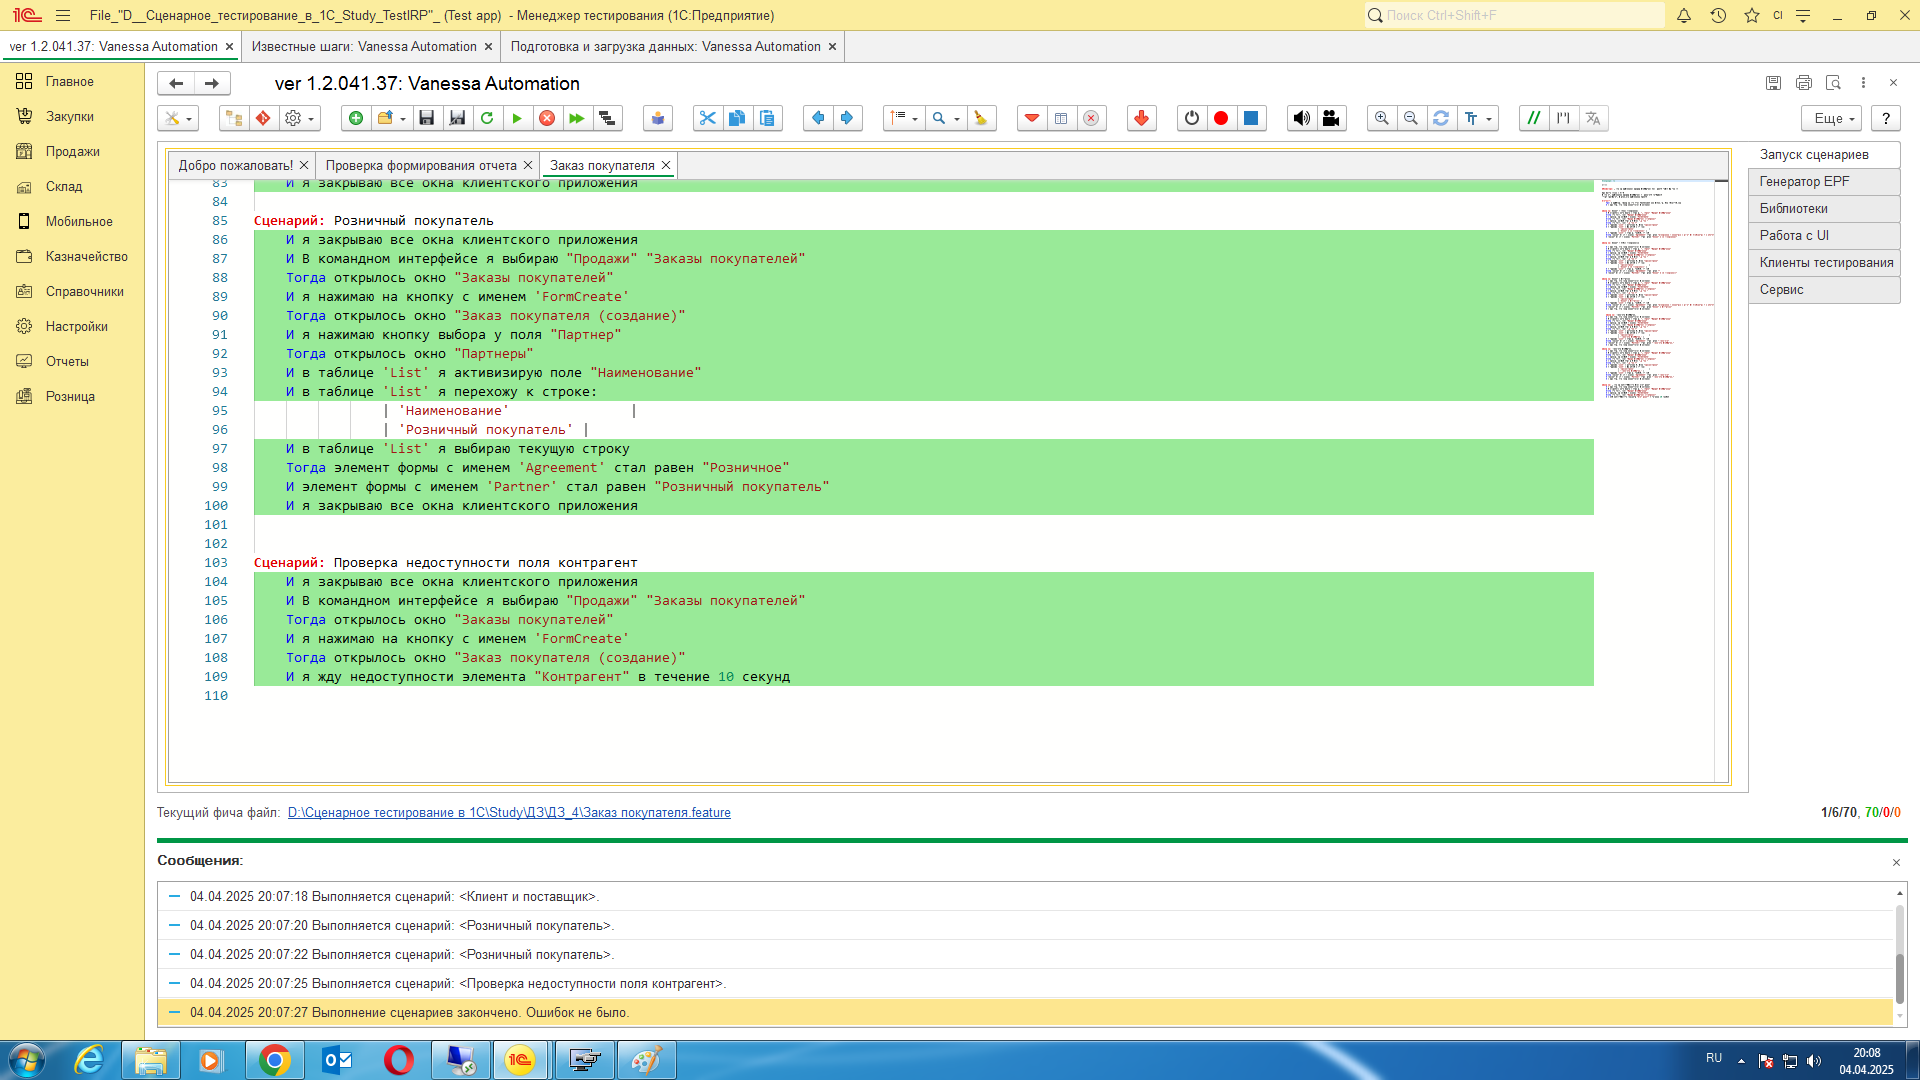 File_"D__Сценарное_тестирование_в_1С_Study_TestIRP"_ (Test app) - Менеджер тестирования (1С:Предприятие)
Поиск Ctrl+Shift+F
CI
ver 1.2.041.37: Vanessa Automation
Известные шаги: Vanessa Automation
Подготовка и загрузка данных: Vanessa Automation
Главное
Закупки
Продажи
Склад
Мобильное
Казначейство
Справочники
Настройки
Отчеты
Розница
ver 1.2.041.37: Vanessa Automation
Еще
?
Добро пожаловать!
Проверка формирования отчета
Заказ покупателя
83 И я закрываю все окна клиентского приложения
84
85 Сценарий: Розничный покупатель
86 И я закрываю все окна клиентского приложения
87 И В командном интерфейсе я выбираю "Продажи" "Заказы покупателей"
88 Тогда открылось окно "Заказы покупателей"
89 И я нажимаю на кнопку с именем 'FormCreate'
90 Тогда открылось окно "Заказ покупателя (создание)"
91 И я нажимаю кнопку выбора у поля "Партнер"
92 Тогда открылось окно "Партнеры"
93 И в таблице 'List' я активизирую поле "Наименование"
94 И в таблице 'List' я перехожу к строке:
95 | 'Наименование' |
96 | 'Розничный покупатель' |
97 И в таблице 'List' я выбираю текущую строку
98 Тогда элемент формы с именем 'Agreement' стал равен "Розничное"
99 И элемент формы с именем 'Partner' стал равен "Розничный покупатель"
100 И я закрываю все окна клиентского приложения
101
102
103 Сценарий: Проверка недоступности поля контрагент
104 И я закрываю все окна клиентского приложения
105 И В командном интерфейсе я выбираю "Продажи" "Заказы покупателей"
106 Тогда открылось окно "Заказы покупателей"
107 И я нажимаю на кнопку с именем 'FormCreate'
108 Тогда открылось окно "Заказ покупателя (создание)"
109 И я жду недоступности элемента "Контрагент" в течение 10 секунд
110
Запуск сценариев
Генератор EPF
Библиотеки
Работа с UI
Клиенты тестирования
Сервис
Текущий фича файл: D:\Сценарное тестирование в 1С\Study\ДЗ\ДЗ_4\Заказ покупателя.feature
1/6/70, 70/0/0
Сообщения:
04.04.2025 20:07:18 Выполняется сценарий: <Клиент и поставщик>.
04.04.2025 20:07:20 Выполняется сценарий: <Розничный покупатель>.
04.04.2025 20:07:22 Выполняется сценарий: <Розничный покупатель>.
04.04.2025 20:07:25 Выполняется сценарий: <Проверка недоступности поля контрагент>.
04.04.2025 20:07:27 Выполнение сценариев закончено. Ошибок не было.
RU
20:08
04.04.2025